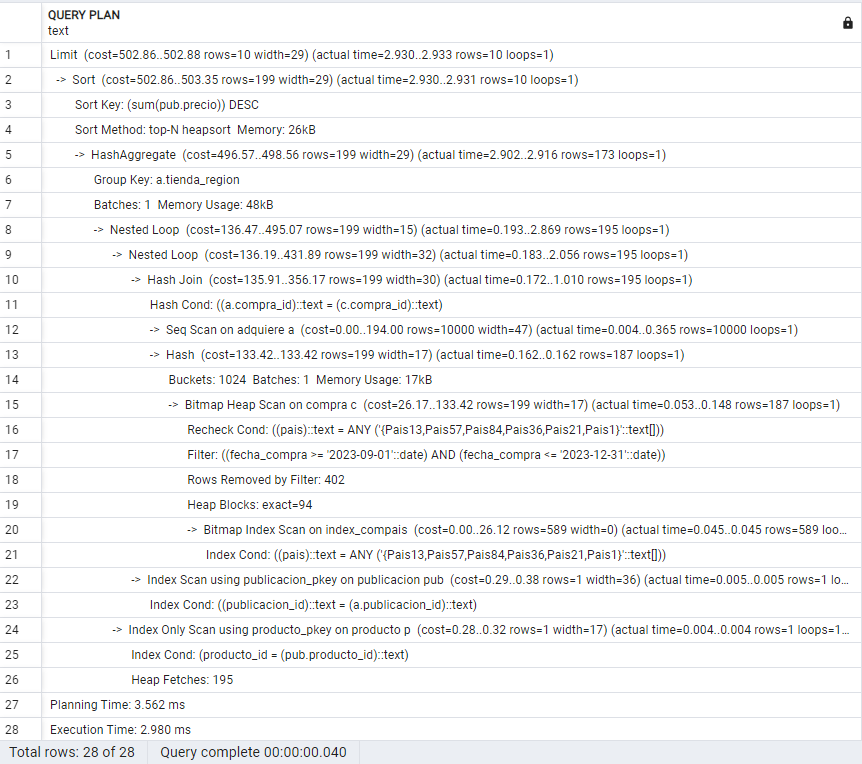 QUERY PLAN
text
1 Limit (cost=502.86..502.88 rows=10 width=29) (actual time=2.930..2.933 rows=10 loops=1)
2 -> Sort (cost=502.86..503.35 rows=199 width=29) (actual time=2.930..2.931 rows=10 loops=1)
3 Sort Key: (sum(pub.precio)) DESC
4 Sort Method: top-N heapsort Memory: 26kB
5 -> HashAggregate (cost=496.57..498.56 rows=199 width=29) (actual time=2.902..2.916 rows=173 loops=1)
6 Group Key: a.tienda_region
7 Batches: 1 Memory Usage: 48kB
8 -> Nested Loop (cost=136.47..495.07 rows=199 width=15) (actual time=0.193..2.869 rows=195 loops=1)
9 -> Nested Loop (cost=136.19..431.89 rows=199 width=32) (actual time=0.183..2.056 rows=195 loops=1)
10 -> Hash Join (cost=135.91..356.17 rows=199 width=30) (actual time=0.172..1.010 rows=195 loops=1)
11 Hash Cond: ((a.compra_id)::text = (c.compra_id)::text)
12 -> Seq Scan on adquiere a (cost=0.00..194.00 rows=10000 width=47) (actual time=0.004..0.365 rows=10000 loops=1)
13 -> Hash (cost=133.42..133.42 rows=199 width=17) (actual time=0.162..0.162 rows=187 loops=1)
14 Buckets: 1024 Batches: 1 Memory Usage: 17kB
15 -> Bitmap Heap Scan on compra c (cost=26.17..133.42 rows=199 width=17) (actual time=0.053..0.148 rows=187 loops=1)
16 Recheck Cond: ((pais)::text = ANY ('{Pais13,Pais57,Pais84,Pais36,Pais21,Pais1}'::text[]))
17 Filter: ((fecha_compra >= '2023-09-01'::date) AND (fecha_compra <= '2023-12-31'::date))
18 Rows Removed by Filter: 402
19 Heap Blocks: exact=94
20 -> Bitmap Index Scan on index_compais (cost=0.00..26.12 rows=589 width=0) (actual time=0.045..0.045 rows=589 loo...
21 Index Cond: ((pais)::text = ANY ('{Pais13,Pais57,Pais84,Pais36,Pais21,Pais1}'::text[]))
22 -> Index Scan using publicacion_pkey on publicacion pub (cost=0.29..0.38 rows=1 width=36) (actual time=0.005..0.005 rows=1 lo...
23 Index Cond: ((publicacion_id)::text = (a.publicacion_id)::text)
24 -> Index Only Scan using producto_pkey on producto p (cost=0.28..0.32 rows=1 width=17) (actual time=0.004..0.004 rows=1 loops=1...
25 Index Cond: (producto_id = (pub.producto_id)::text)
26 Heap Fetches: 195
27 Planning Time: 3.562 ms
28 Execution Time: 2.980 ms
Total rows: 28 of 28 Query complete 00:00:00.040